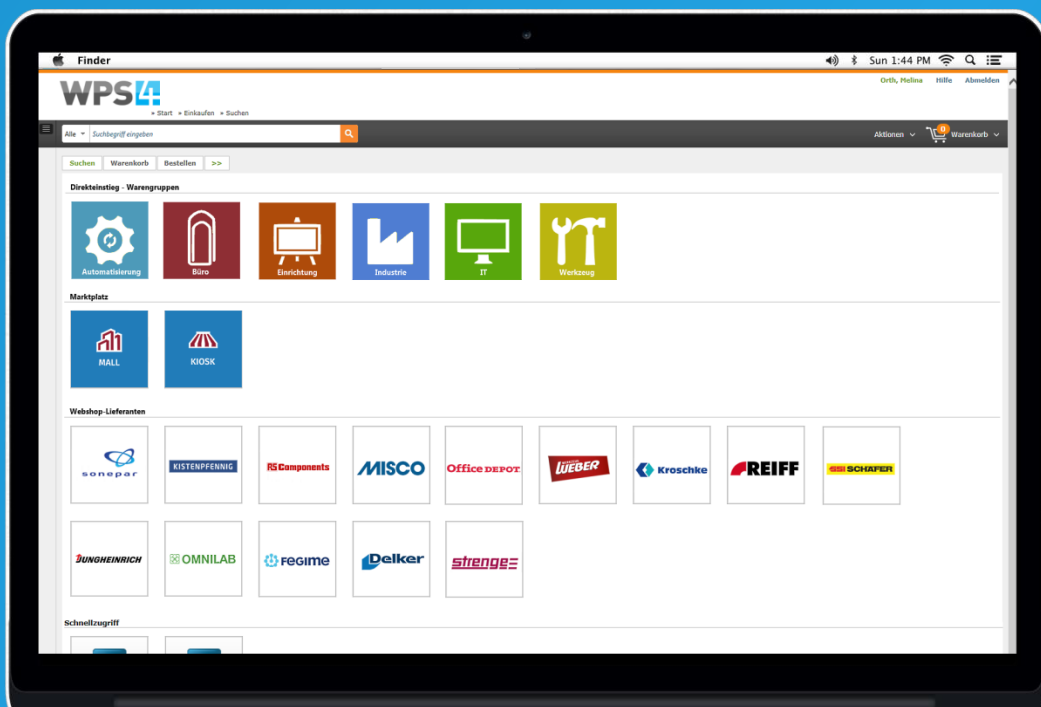 Finder
Sun 1:44 PM
WPS4
Orth, Melina Hilfe Abmelden
» Start » Einkaufen » Suchen
Alle Suchbegriff eingeben
Aktionen 0 Warenkorb
Suchen Warenkorb Bestellen >>
Direkteinstieg - Warengruppen
Automatisierung Büro Einrichtung Industrie IT Werkzeug
Marktplatz
MALL KIOSK
Webshop-Lieferanten
sonepar KISTENPFENNIG RS Components MISCO Office DEPOT WEBER Kroschke REIFF SSI SCHÄFER
JUNGHEINRICH OMNILAB FEGIME Delker strenge
Schnellzugriff